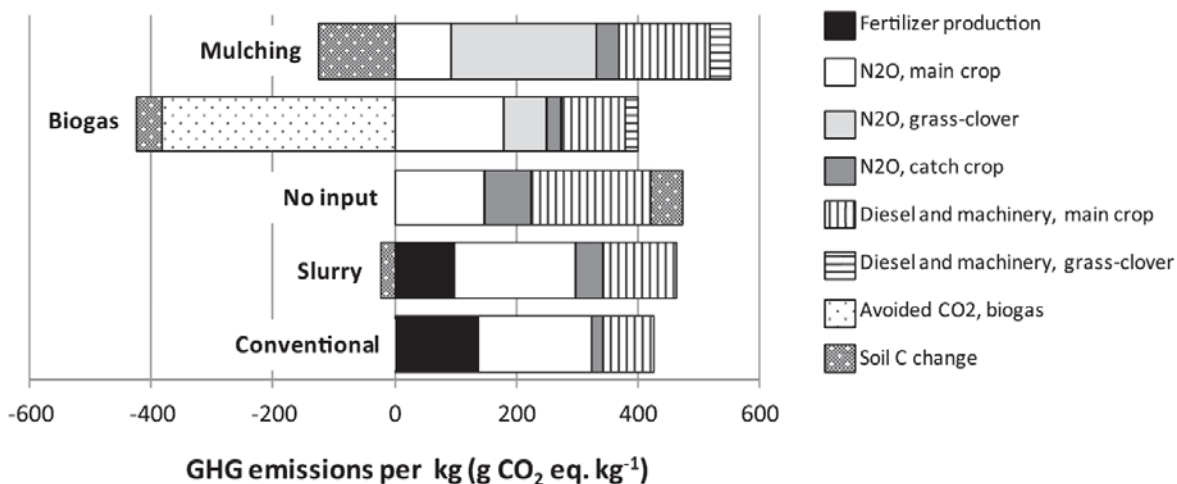 Mulching
Biogas
No input
Slurry
Conventional
-600 -400 -200 0 200 400 600
GHG emissions per kg (g CO₂ eq. kg⁻¹)
Fertilizer production
N2O, main crop
N2O, grass-clover
N2O, catch crop
Diesel and machinery, main crop
Diesel and machinery, grass-clover
Avoided CO2, biogas
Soil C change